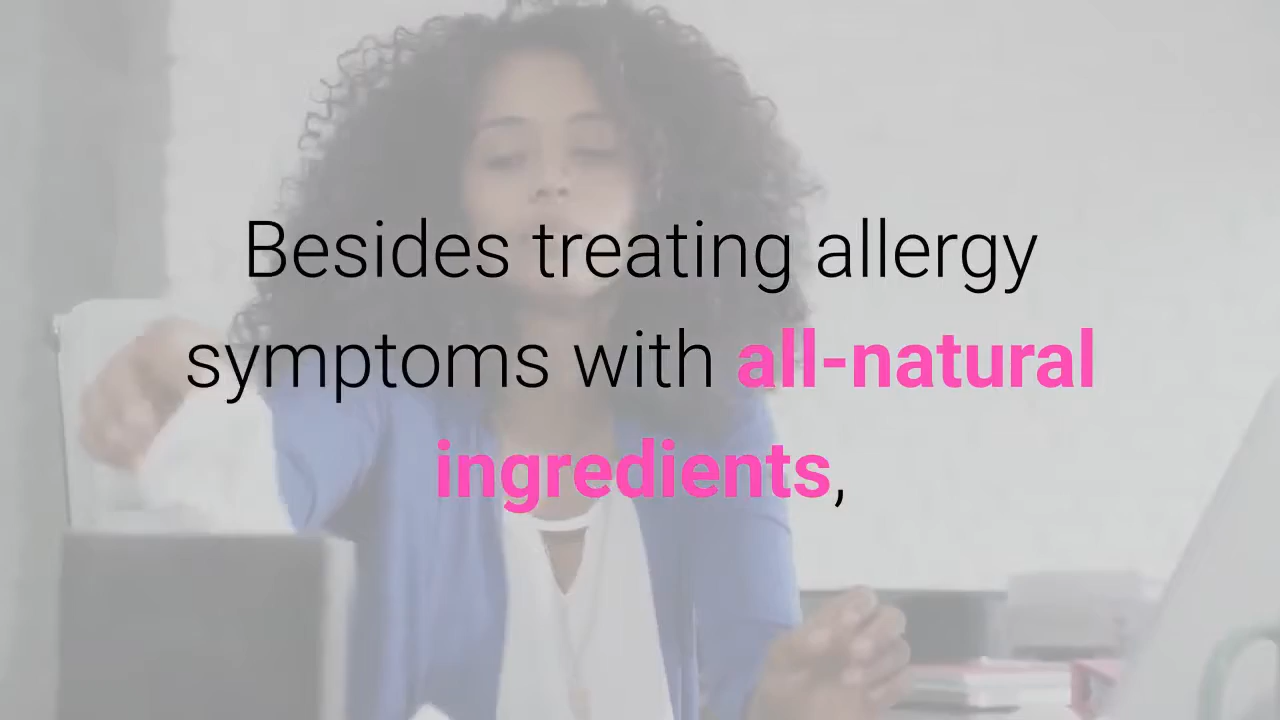 Besides treating allergy
symptoms with all-natural
ingredients,